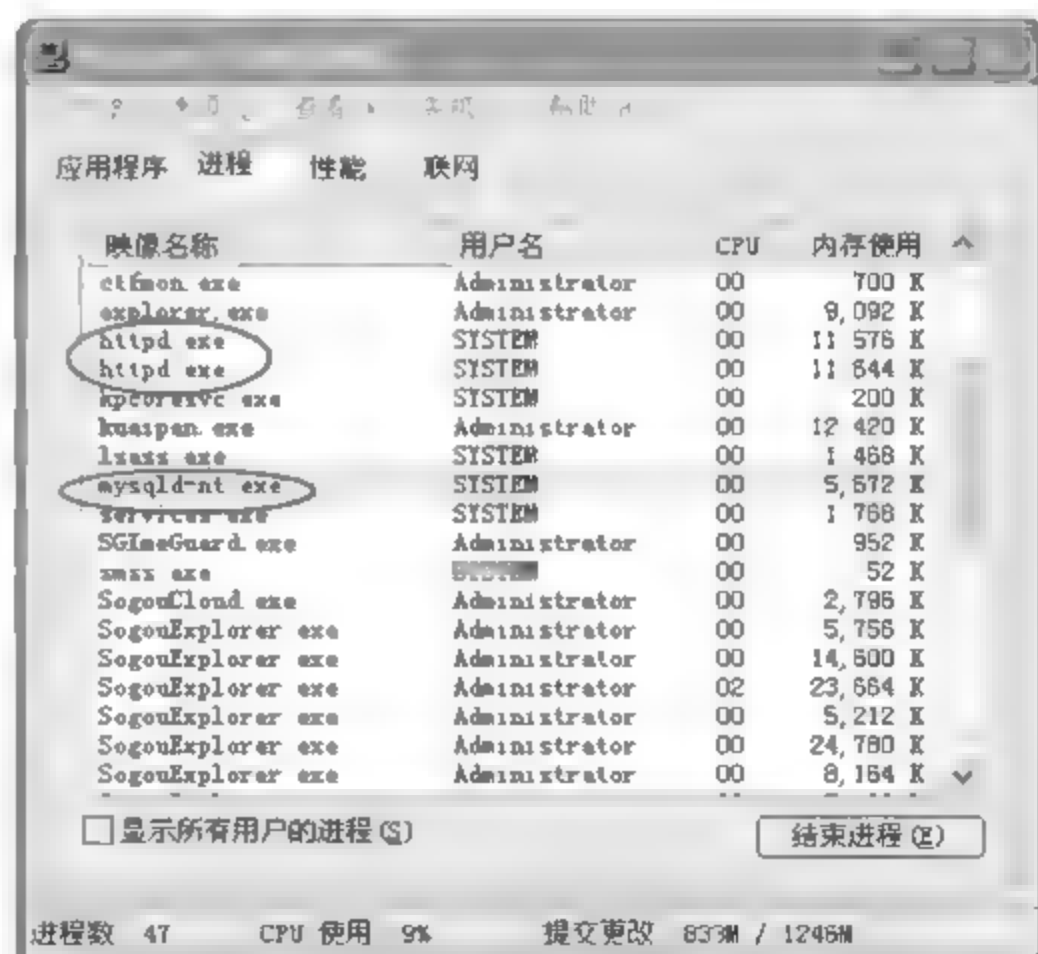 查看
帮助
应用程序 进程 性能 联网
映像名称 用户名 CPU 内存使用
ctfmon.exe Administrator 00 700 K
explorer.exe Administrator 00 9,092 K
httpd exe SYSTEM 00 11 576 K
httpd exe SYSTEM 00 11 644 K
exe SYSTEM 00 200 K
kuaipan.exe Administrator 00 12 420 K
lsass exe SYSTEM 00 1 468 K
mysqld-nt exe SYSTEM 00 5,672 K
services exe SYSTEM 00 1 768 K
SGImeGuard.exe Administrator 00 952 K
smss exe 00 52 K
SogouCloud exe Administrator 00 2,796 K
SogouExplorer exe Administrator 00 5,756 K
SogouExplorer exe Administrator 00 14,600 K
SogouExplorer exe Administrator 02 23,664 K
SogouExplorer exe Administrator 00 5,212 K
SogouExplorer exe Administrator 00 24,780 K
SogouExplorer exe Administrator 00 8,164 K
显示所有用户的进程(S)
结束进程(E)
进程数 47 CPU 使用 9% 提交更改 833M / 1246M